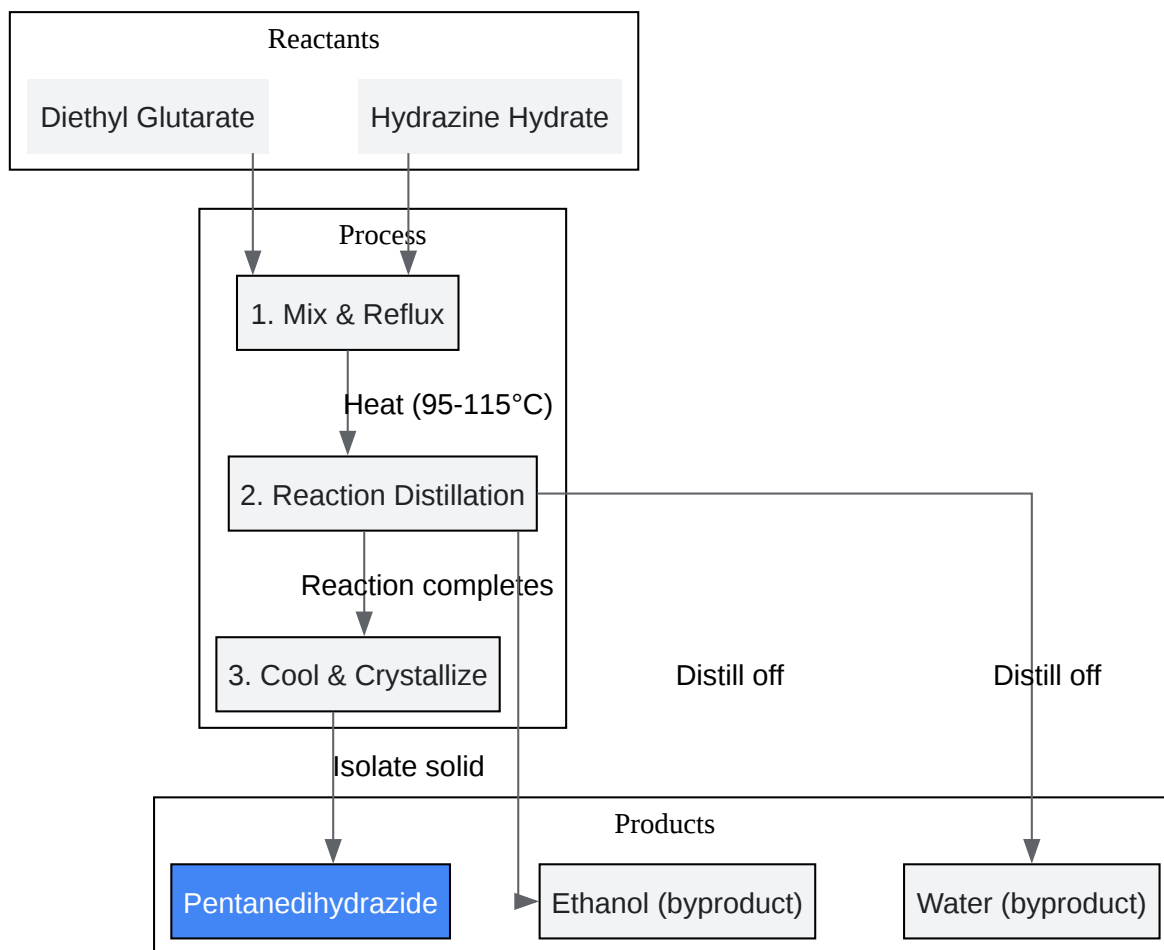 Reactants
Diethyl Glutarate
Hydrazine Hydrate
Process
1. Mix & Reflux
Heat (95-115°C)
2. Reaction Distillation
Reaction completes
3. Cool & Crystallize
Distill off
Distill off
Isolate solid
Products
Pentanedihydrazide
Ethanol (byproduct)
Water (byproduct)